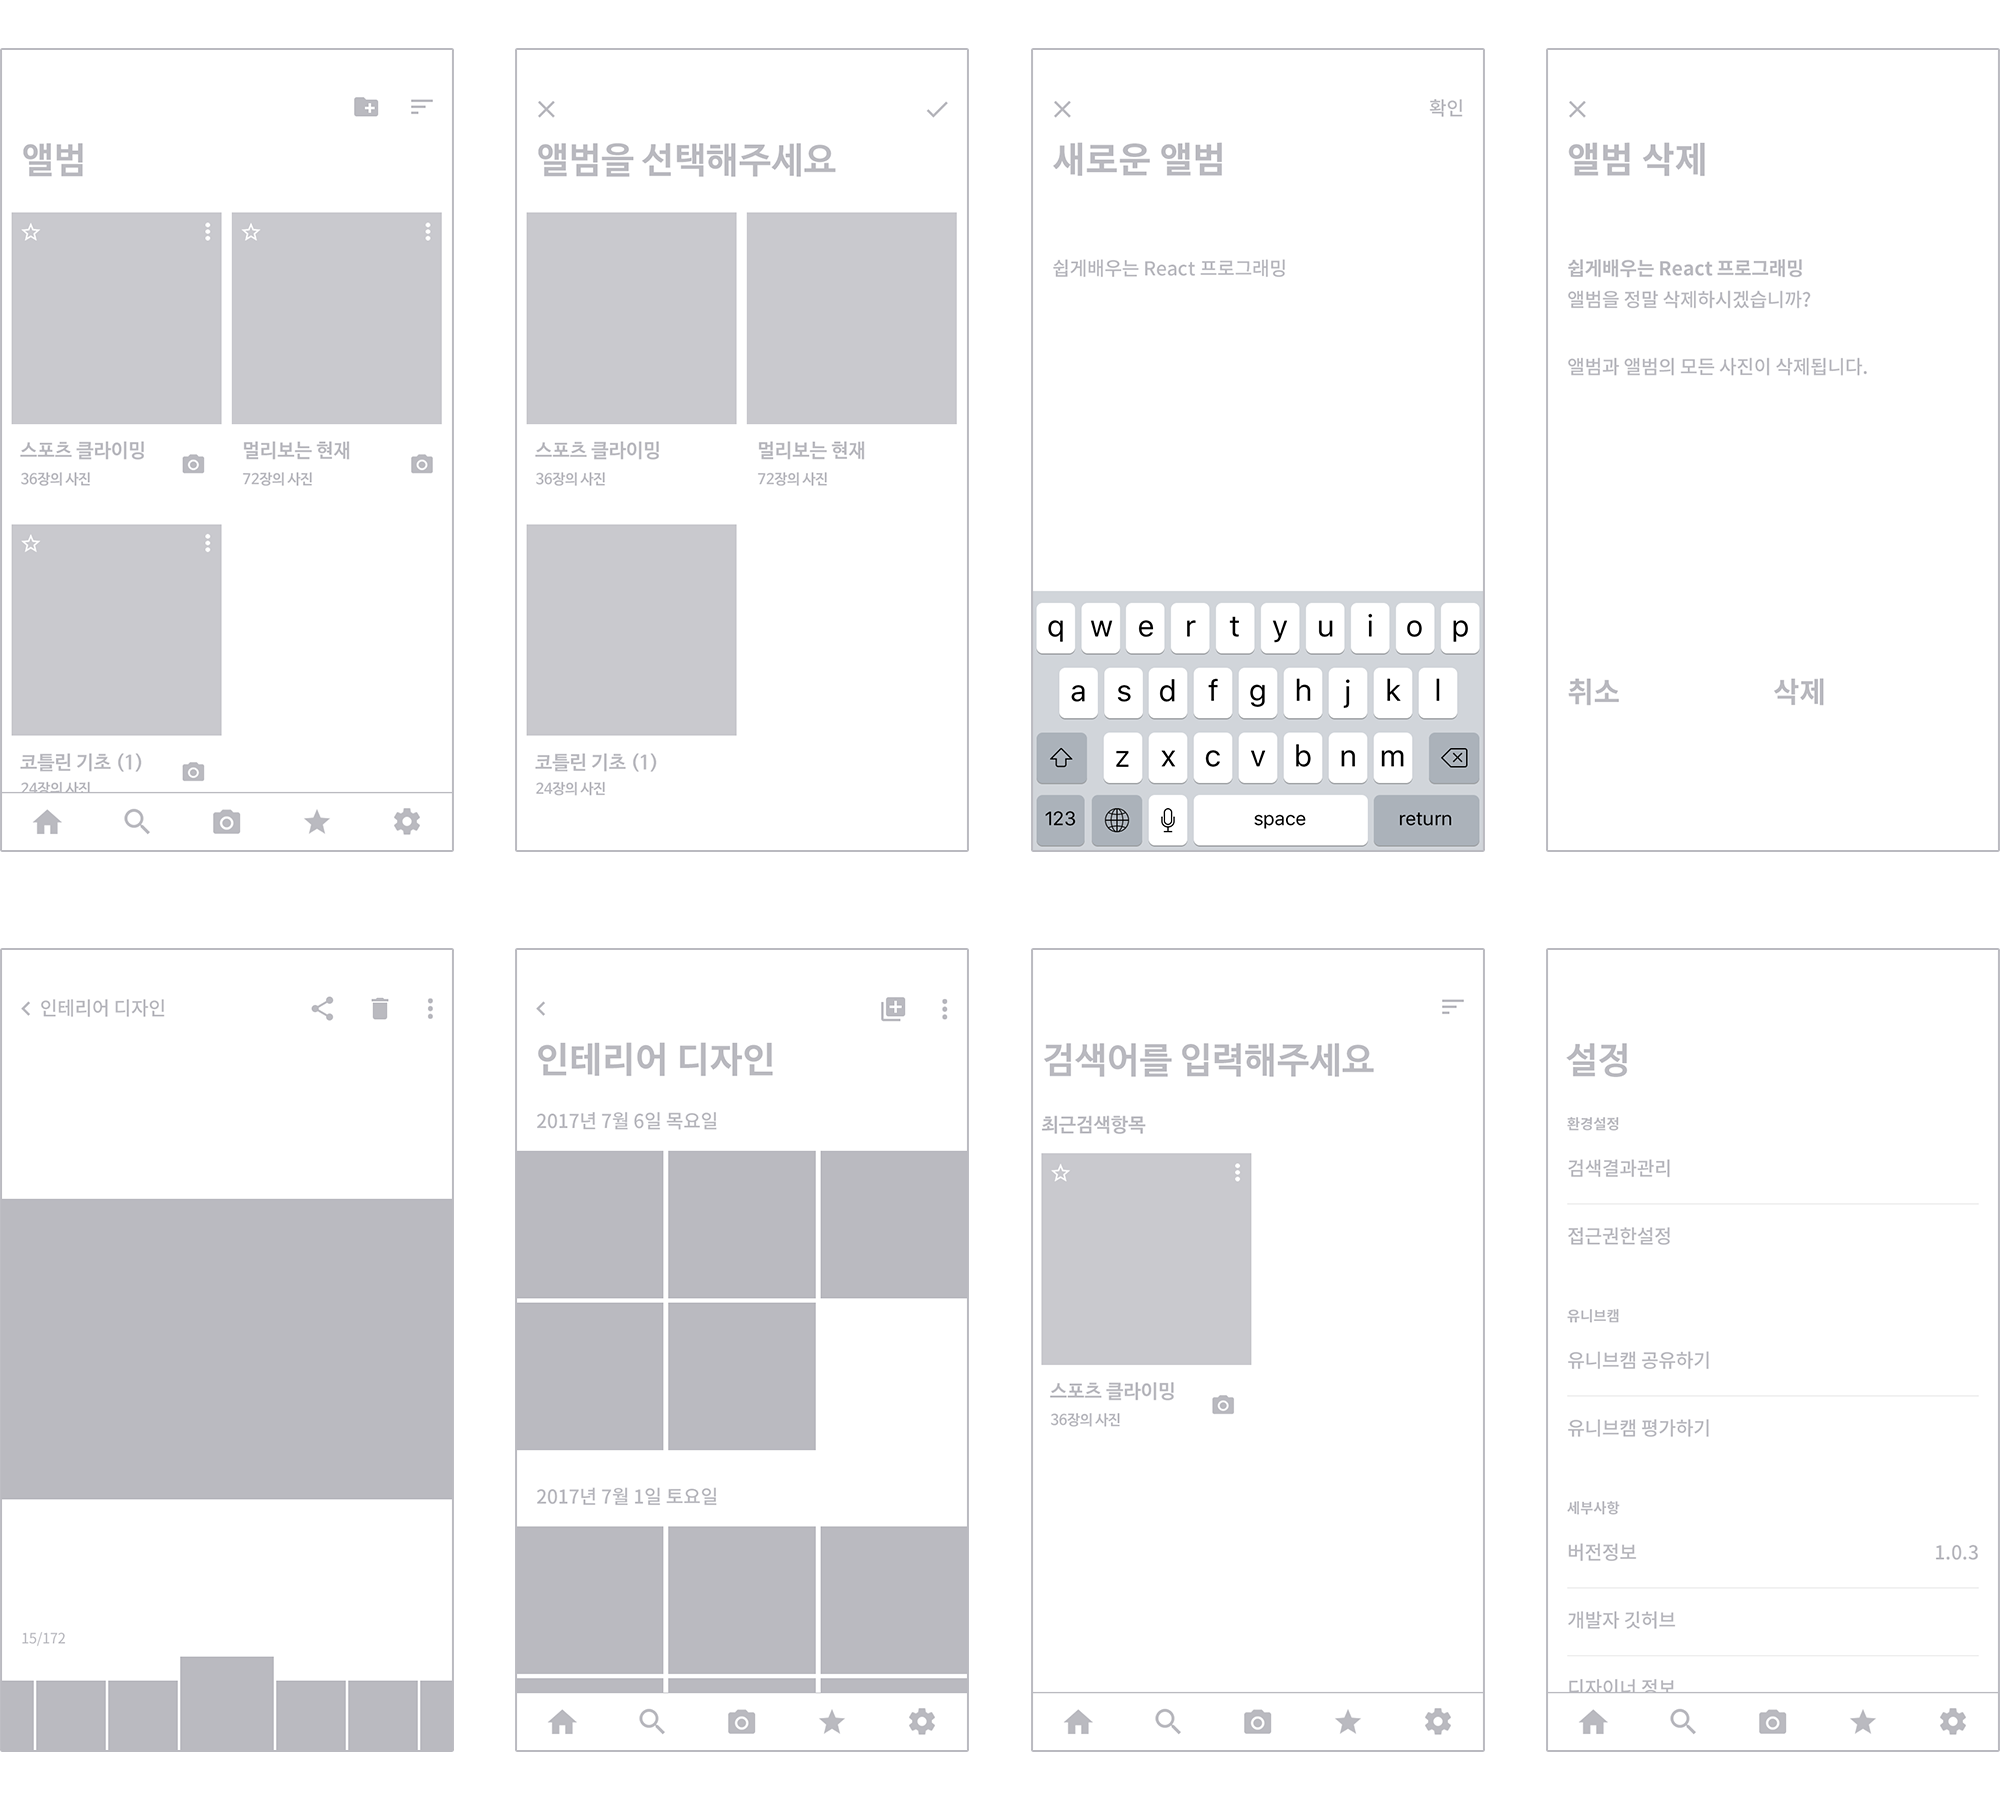 앨범
스포츠 클라이밍
36장의 사진
멀리보는 현재
72장의 사진
코틀린 기초 (1)
24장의 사진
앨범을 선택해주세요
스포츠 클라이밍
36장의 사진
멀리보는 현재
72장의 사진
코틀린 기초 (1)
24장의 사진
확인
새로운 앨범
쉽게배우는 React 프로그래밍
q w e r t y u i o p
a s d f g h j k l
z x c v b n m
123 space return
앨범 삭제
쉽게배우는 React 프로그래밍
앨범을 정말 삭제하시겠습니까?
앨범과 앨범의 모든 사진이 삭제됩니다.
취소 삭제
인테리어 디자인
15/172
인테리어 디자인
2017년 7월 6일 목요일
2017년 7월 1일 토요일
검색어를 입력해주세요
최근검색항목
스포츠 클라이밍
36장의 사진
설정
환경설정
검색결과관리
접근권한설정
유니브캠
유니브캠 공유하기
유니브캠 평가하기
세부사항
버전정보 1.0.3
개발자 깃허브
디자이너 정보